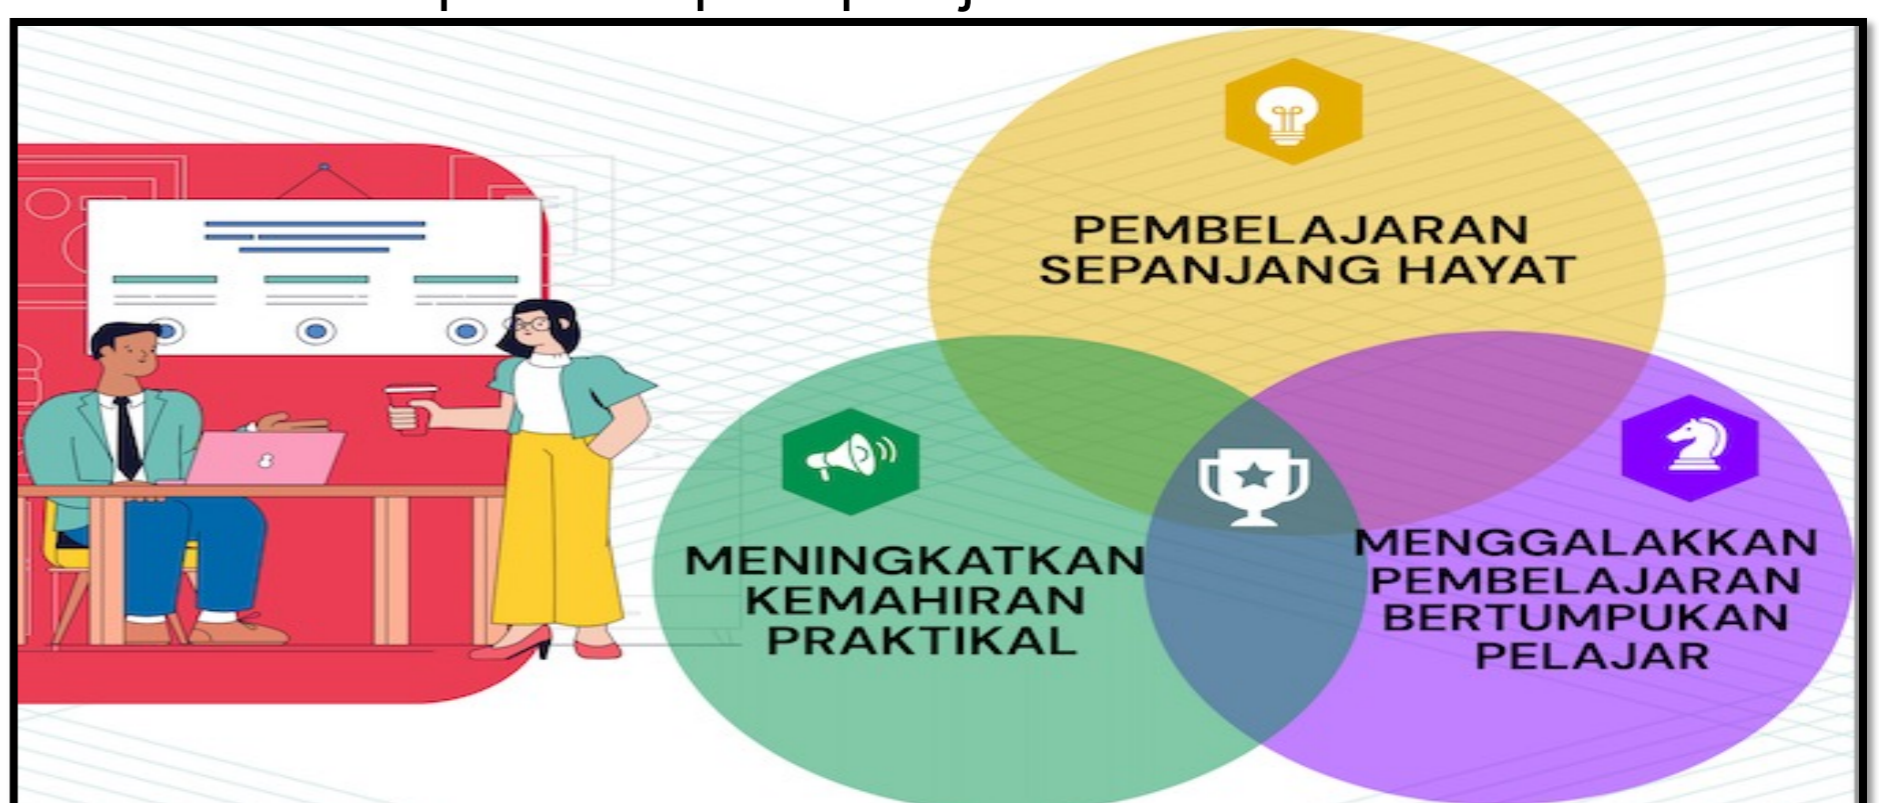 PEMBELAJARAN
SEPANJANG HAYAT
MENINGKATKAN
KEMAHIRAN
PRAKTIKAL
MENGGALAKKAN
PEMBELAJARAN
BERTUMPUKAN
PELAJAR